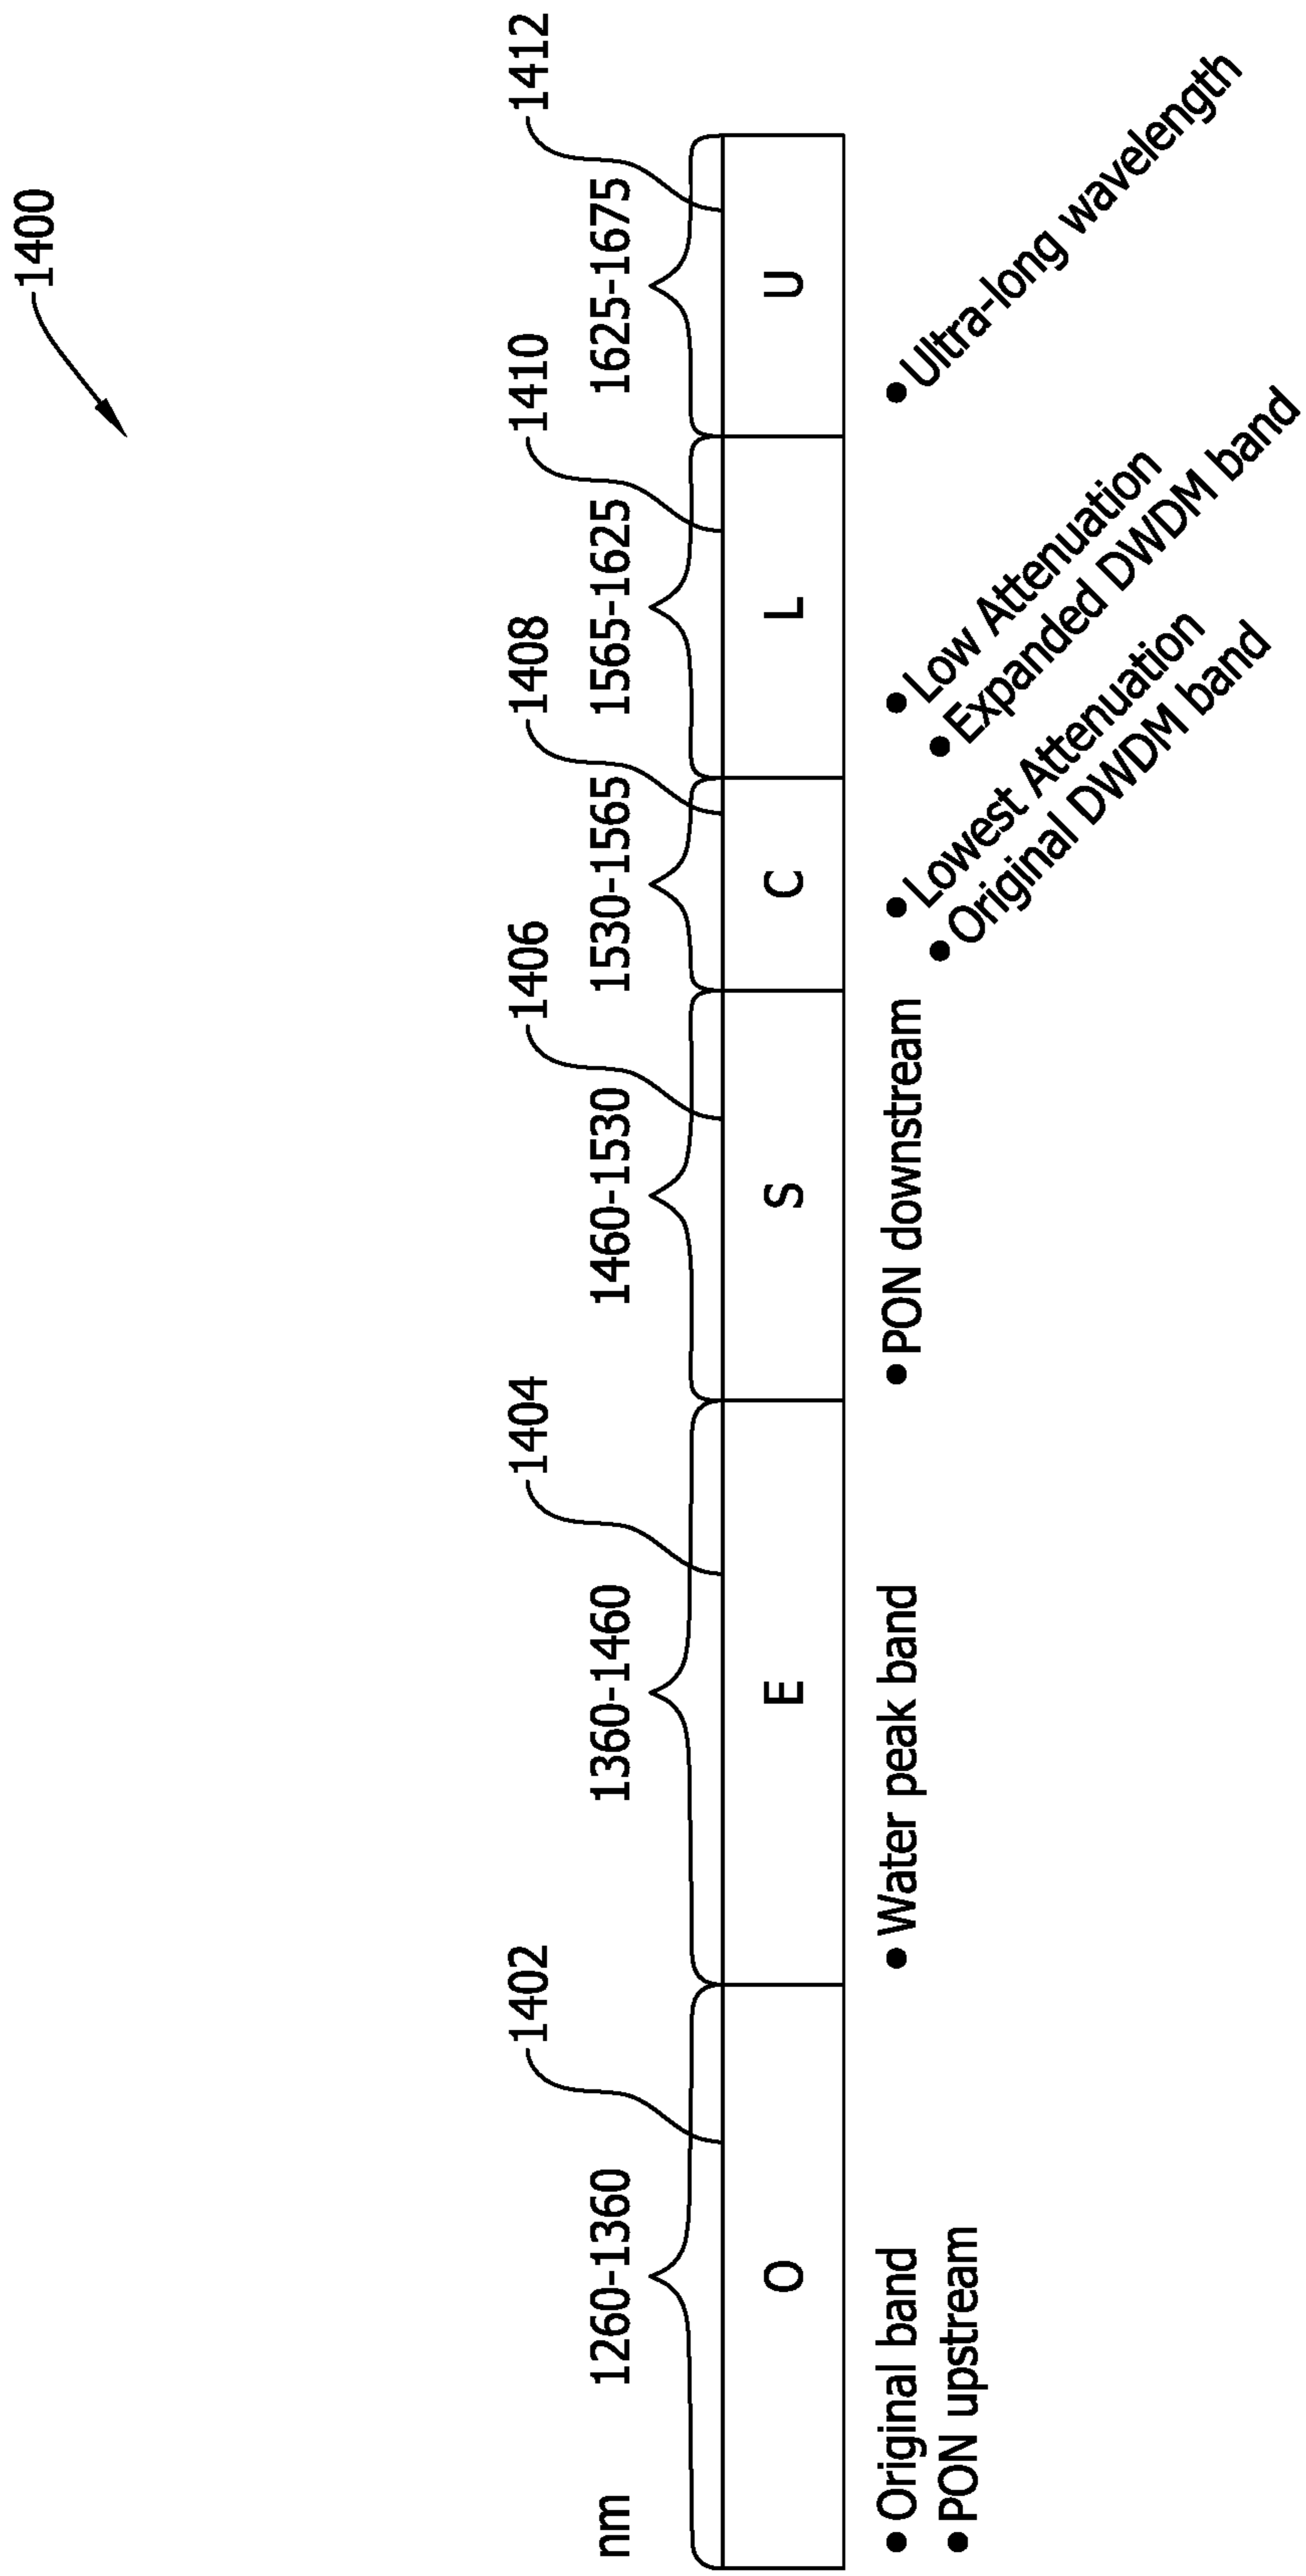 1400
1402
1404
1406
1408
1410
1412
nm
1260-1360
1360-1460
1460-1530
1530-1565
1565-1625
1625-1675
O
E
S
C
L
U
• Original band
• PON upstream
• Water peak band
• PON downstream
• Lowest Attenuation
• Original DWDM band
• Low Attenuation
• Expanded DWDM band
• Ultra-long wavelength